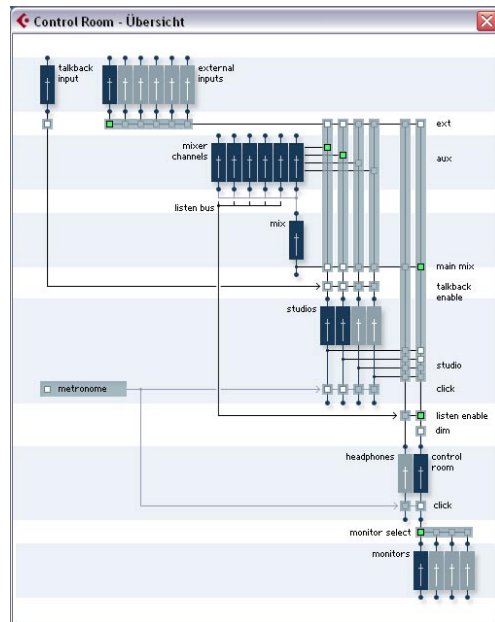 Control Room - Übersicht
talkback
input
external
inputs
ext
mixer
channels
aux
listen bus
mix
main mix
talkback
enable
studios
studio
metronome
click
listen enable
dim
headphones
control
room
click
monitor select
monitors